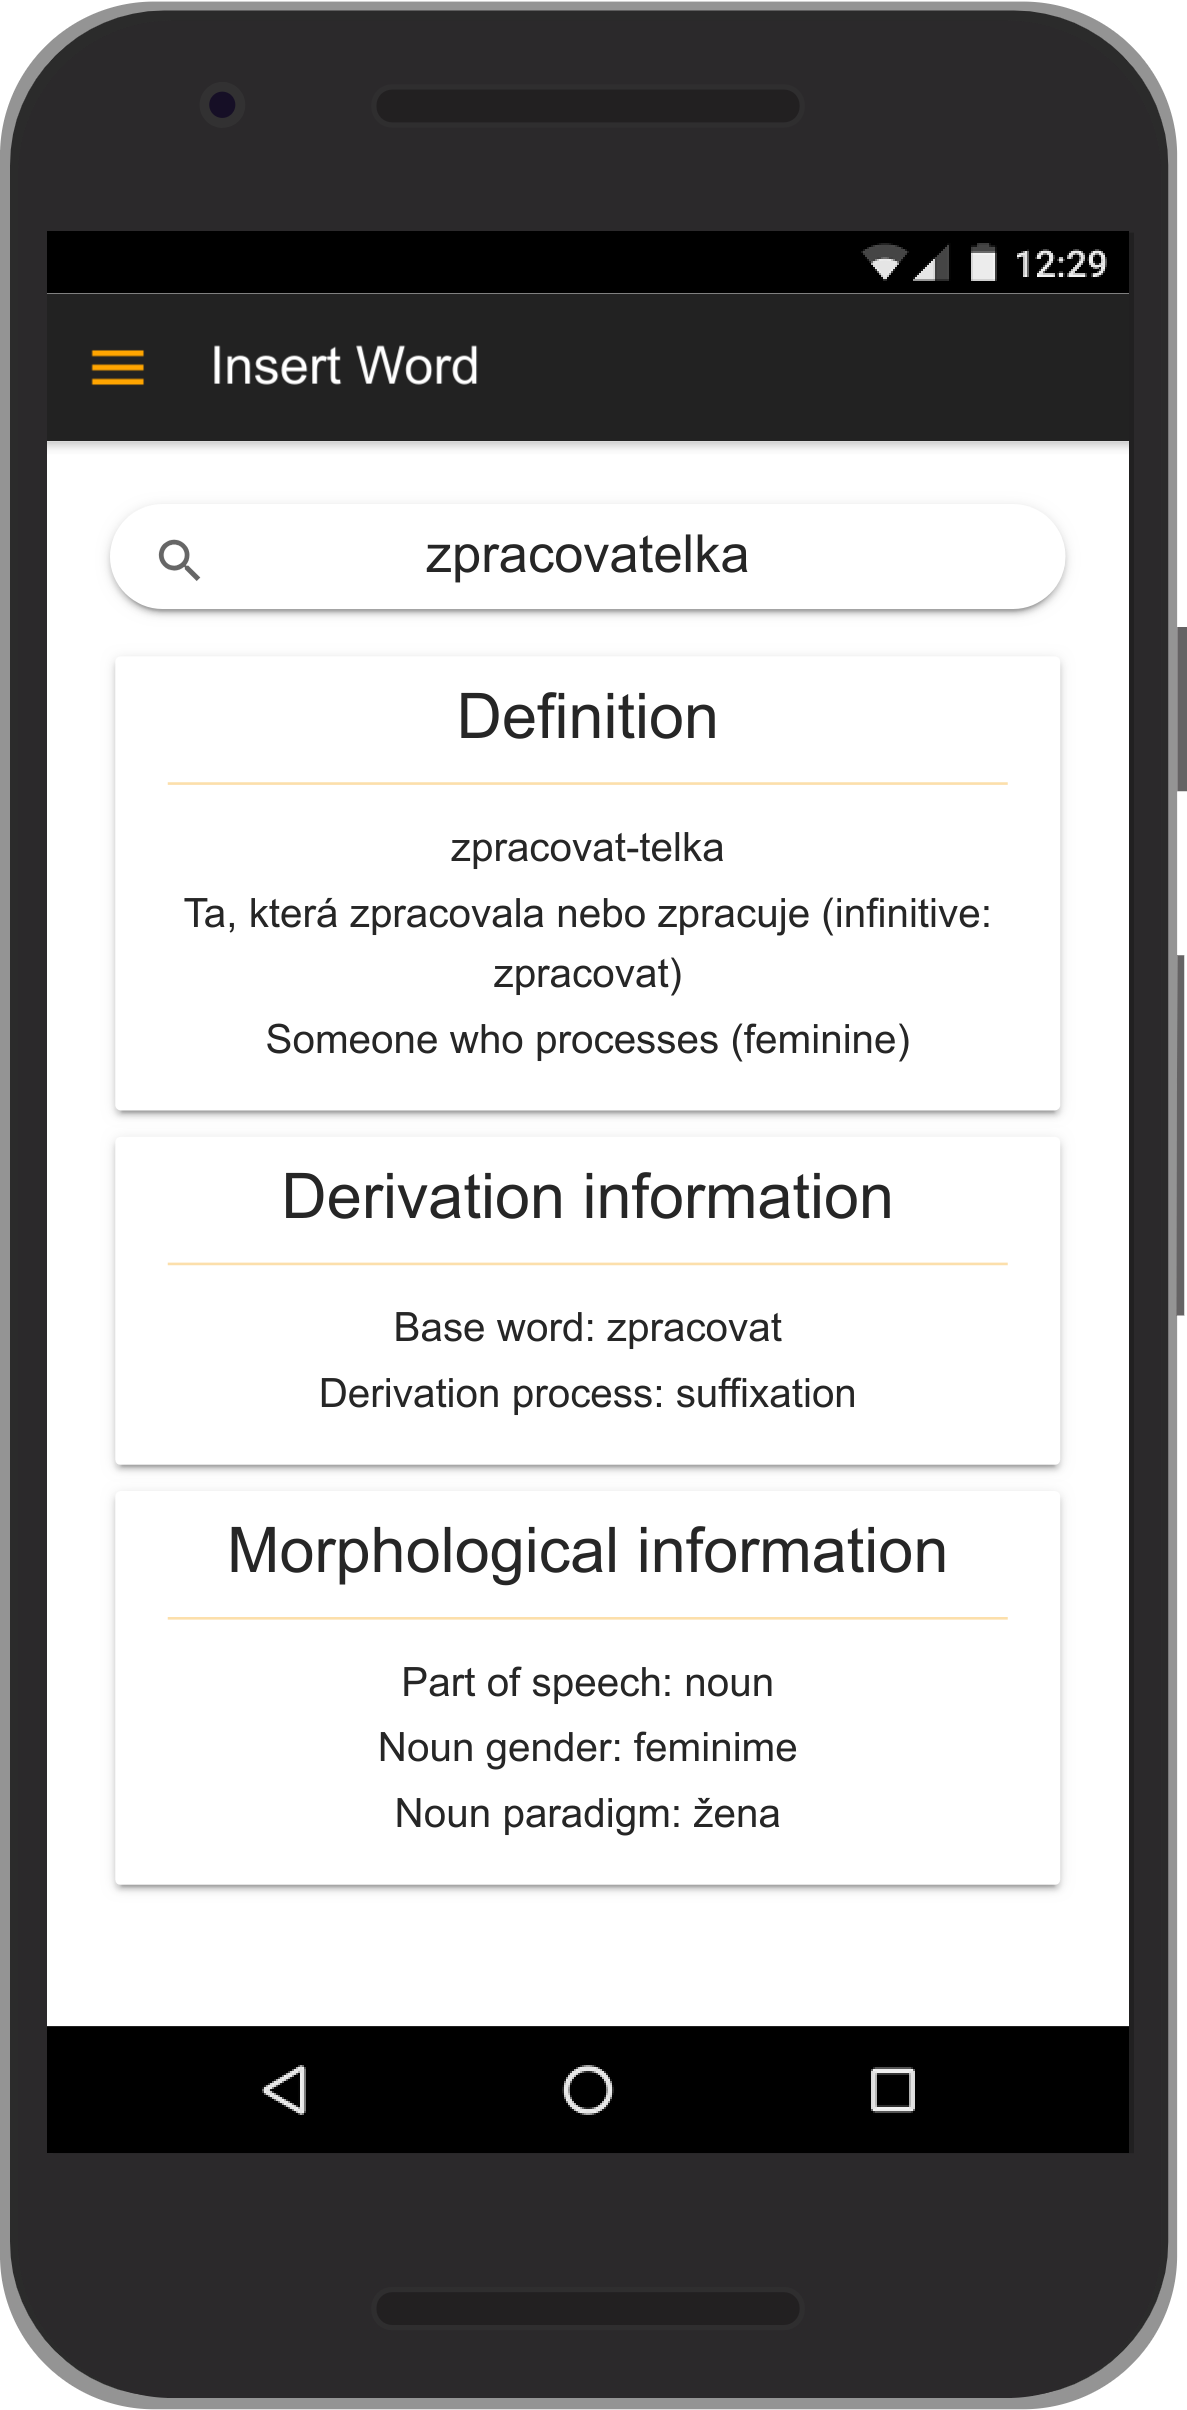 12:29
Insert Word
zpracovatelka
Definition
zpracovat-telka
Ta, která zpracovala nebo zpracuje (infinitive:
zpracovat)
Someone who processes (feminine)
Derivation information
Base word: zpracovat
Derivation process: suffixation
Morphological information
Part of speech: noun
Noun gender: feminime
Noun paradigm: žena